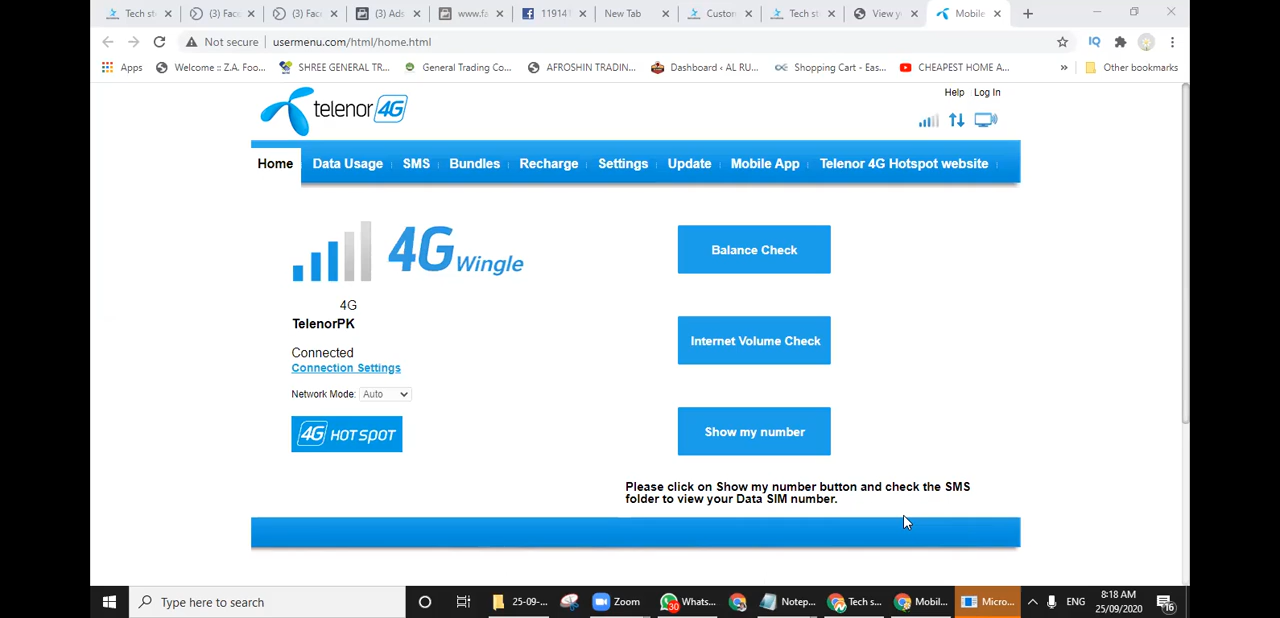 Tech st
(3) Fac
(3) Fac
(3) Ads
www.fa
11914
New Tab
Custon
Tech st
View y
Mobile
Not secure
usermenu.com/html/home.html
IQ
Apps
Welcome :: Z.A. Foo...
SHREE GENERAL TR...
General Trading Co...
AFROSHIN TRADIN...
Dashboard ‹ AL RU...
Shopping Cart - Eas...
CHEAPEST HOME A...
»
Other bookmarks
telenor 4G
Help Log In
Home
Data Usage
SMS
Bundles
Recharge
Settings
Update
Mobile App
Telenor 4G Hotspot website
4G Wingle
4G
TelenorPK
Connected
Connection Settings
Network Mode: Auto
4G HOTSPOT
Balance Check
Internet Volume Check
Show my number
Please click on Show my number button and check the SMS
folder to view your Data SIM number.
Type here to search
25-09-...
Zoom
30
Whats...
Notep...
Tech s...
Mobil...
Micro...
ENG
8:18 AM
25/09/2020
16